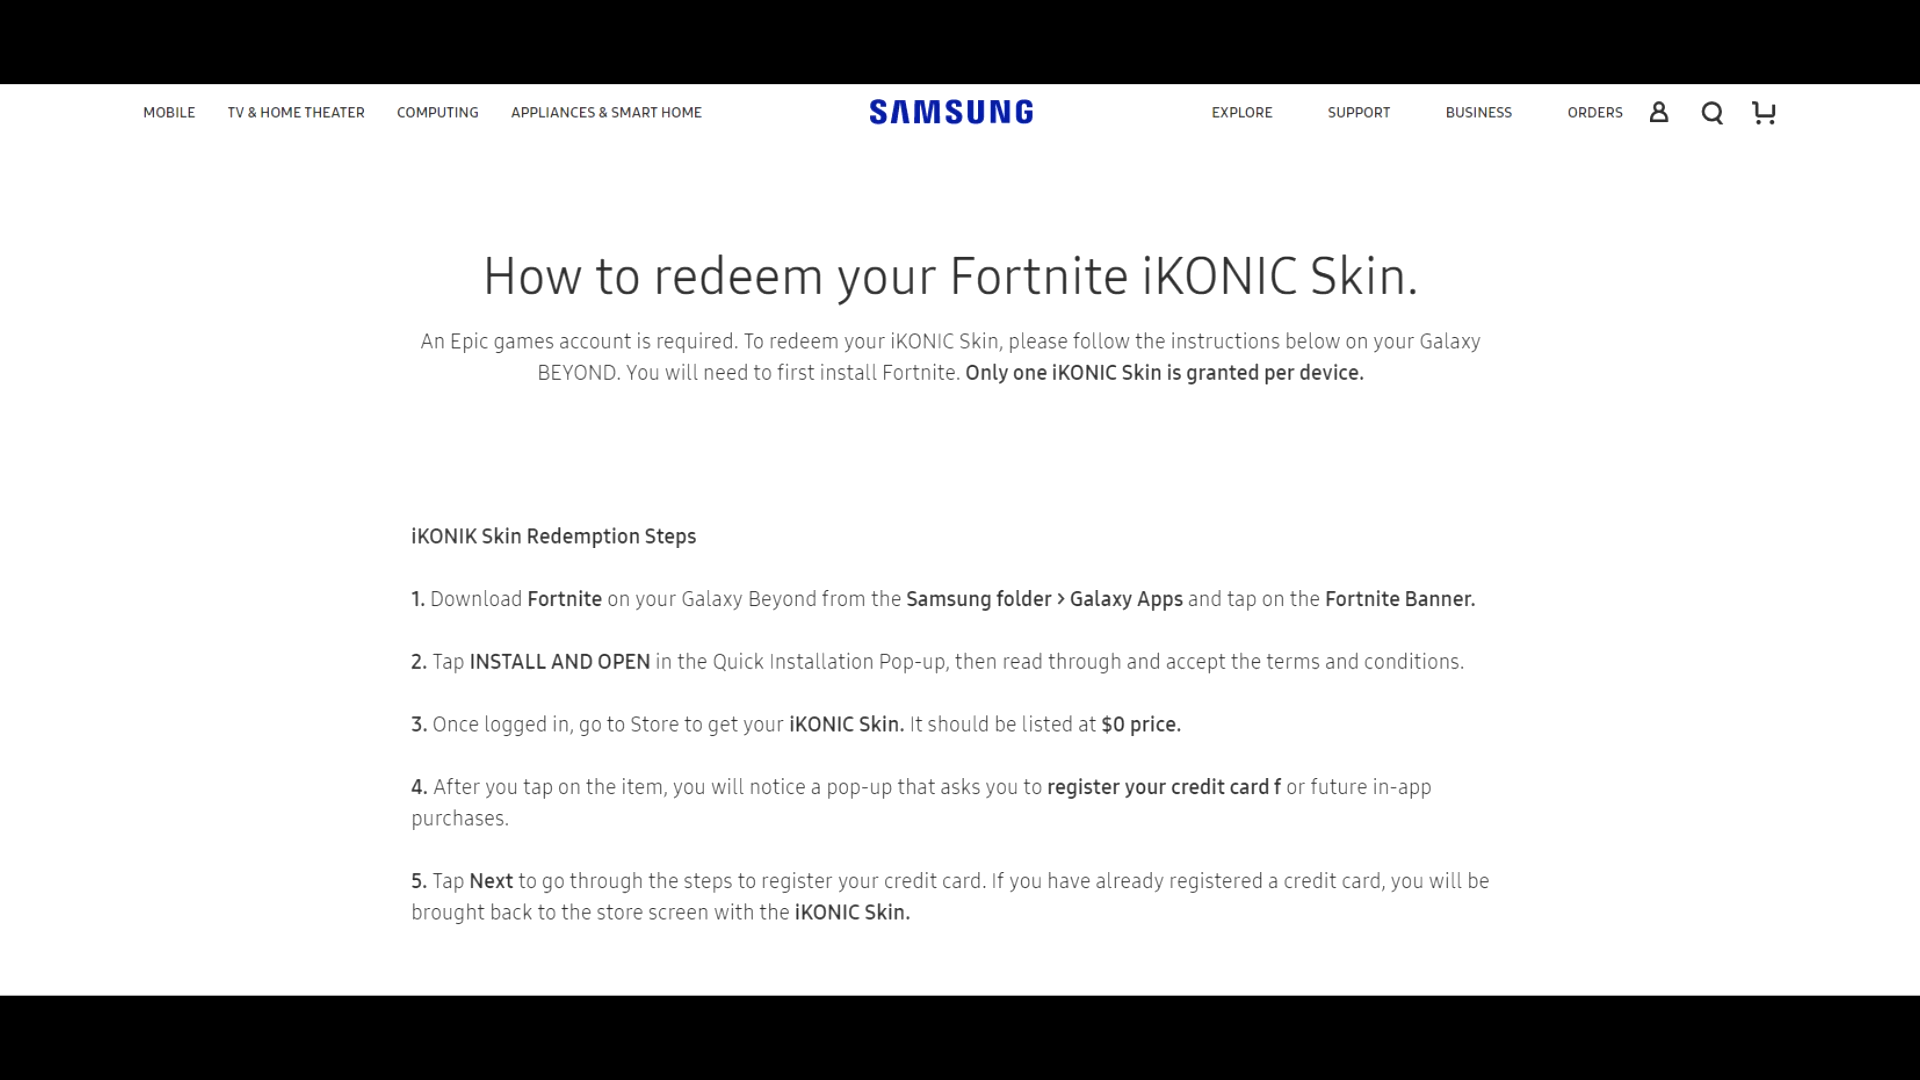 MOBILE TV & HOME THEATER COMPUTING APPLIANCES & SMART HOME SAMSUNG EXPLORE SUPPORT BUSINESS ORDERS
How to redeem your Fortnite iKONIC Skin.
An Epic games account is required. To redeem your iKONIC Skin, please follow the instructions below on your Galaxy
BEYOND. You will need to first install Fortnite. Only one iKONIC Skin is granted per device.
iKONIK Skin Redemption Steps
1. Download Fortnite on your Galaxy Beyond from the Samsung folder > Galaxy Apps and tap on the Fortnite Banner.
2. Tap INSTALL AND OPEN in the Quick Installation Pop-up, then read through and accept the terms and conditions.
3. Once logged in, go to Store to get your iKONIC Skin. It should be listed at $0 price.
4. After you tap on the item, you will notice a pop-up that asks you to register your credit card f or future in-app
purchases.
5. Tap Next to go through the steps to register your credit card. If you have already registered a credit card, you will be
brought back to the store screen with the iKONIC Skin.